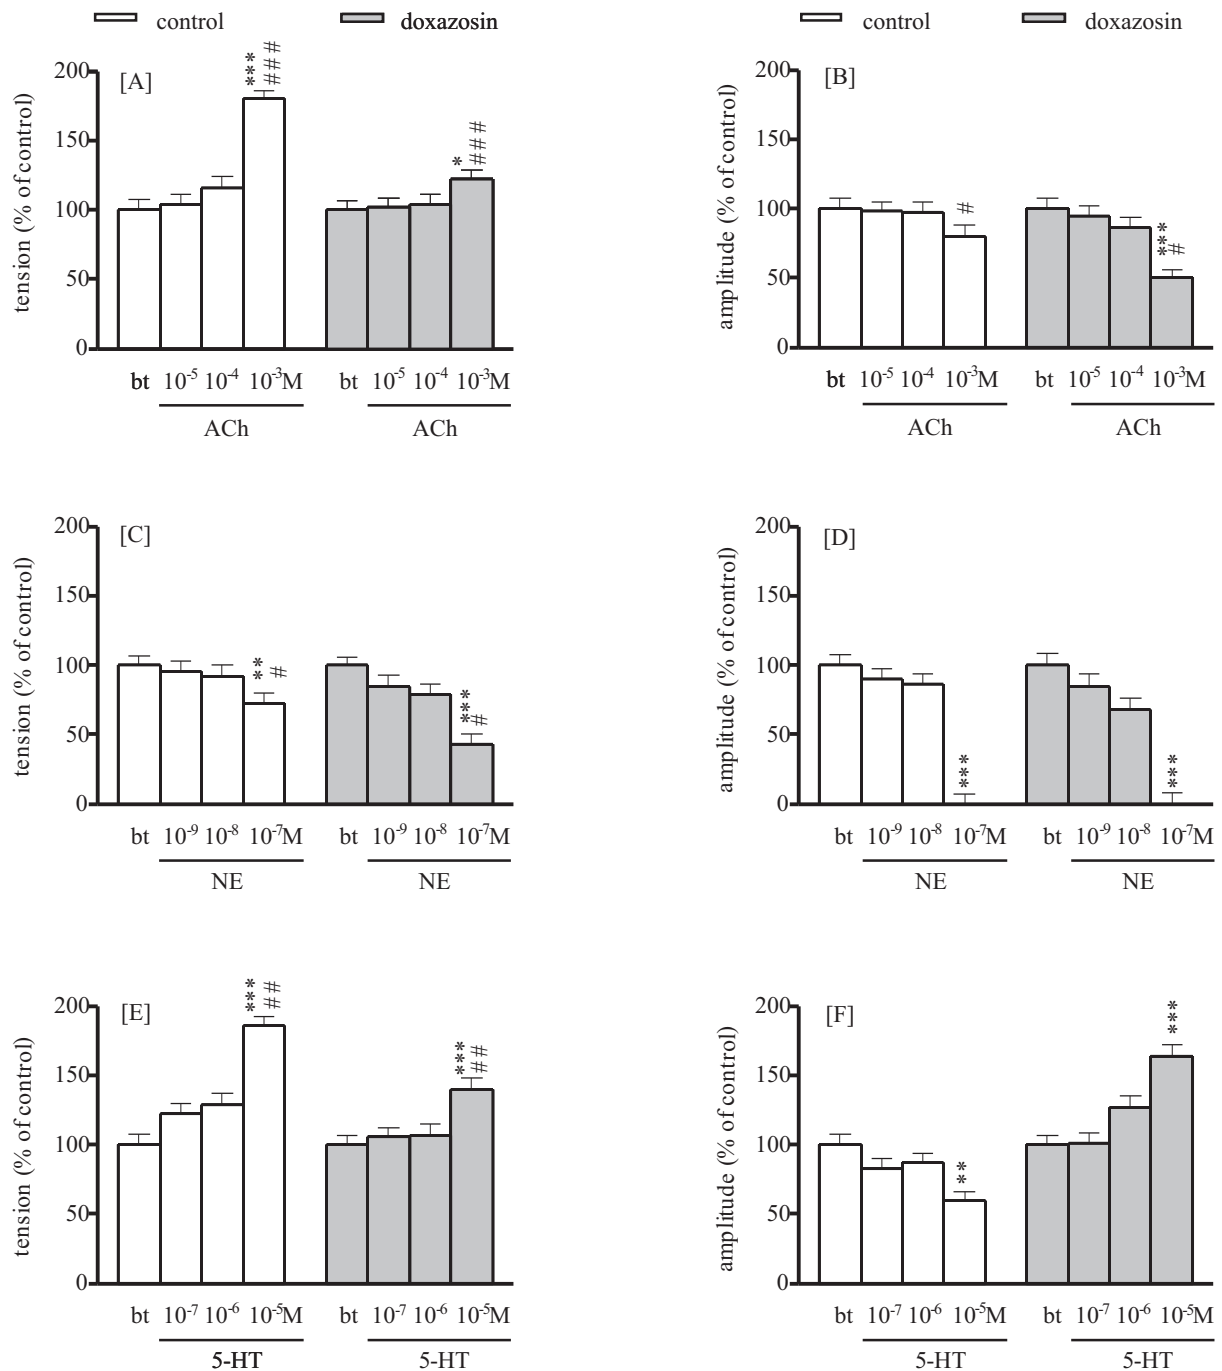 control doxazosin
200
150
100
50
0
tension (% of control)
[A]
***
###
*
###
bt 10-5 10-4 10-3M bt 10-5 10-4 10-3M
ACh ACh
control doxazosin
200
150
100
50
0
amplitude (% of control)
[B]
#
***
#
bt 10-5 10-4 10-3M bt 10-5 10-4 10-3M
ACh ACh
200
150
100
50
0
tension (% of control)
[C]
**
#
***
#
bt 10-9 10-8 10-7M bt 10-9 10-8 10-7M
NE NE
200
150
100
50
0
amplitude (% of control)
[D]
***
***
bt 10-9 10-8 10-7M bt 10-9 10-8 10-7M
NE NE
200
150
100
50
0
tension (% of control)
[E]
***
##
***
##
bt 10-7 10-6 10-5M bt 10-7 10-6 10-5M
5-HT 5-HT
200
150
100
50
0
amplitude (% of control)
[F]
**
***
bt 10-7 10-6 10-5M bt 10-7 10-6 10-5M
5-HT 5-HT